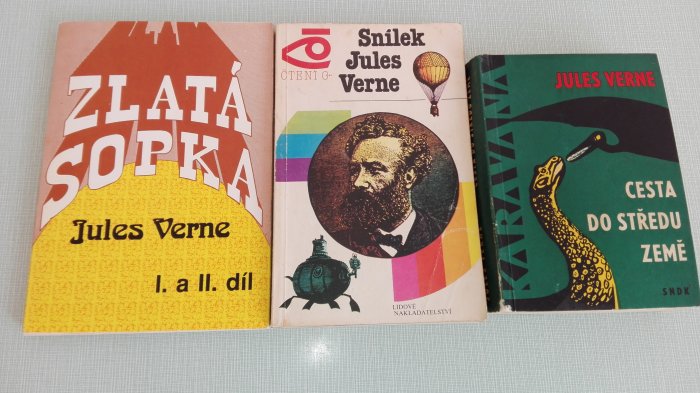 ZLATÁ
SOPKA
Jules Verne
I. a II. díl
ČTENÍ
Snílek
Jules
Verne
LIDOVÉ
NAKLADATELSTVÍ
KARAVANA
JULES VERNE
CESTA
DO STŘEDU
ZEMĚ
SNDK